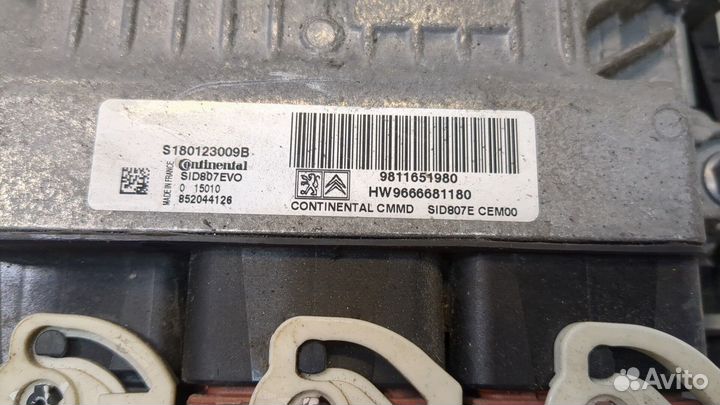 S180123009B
Continental
SID807EVO
0 15010
852044126
MADE IN FRANCE
9811651980
HW9666681180
CONTINENTAL CMMD SID807E CEM00
Avito